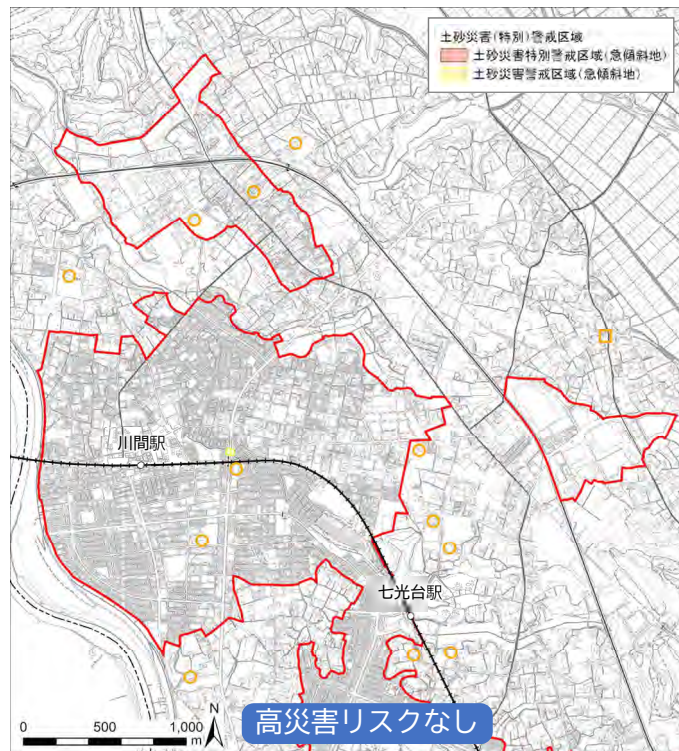 土砂災害(特別)警戒区域
土砂災害特別警戒区域(急傾斜地)
土砂災害警戒区域(急傾斜地)
川間駅
七光台駅
N
0 500 1,000
m
高災害リスクなし